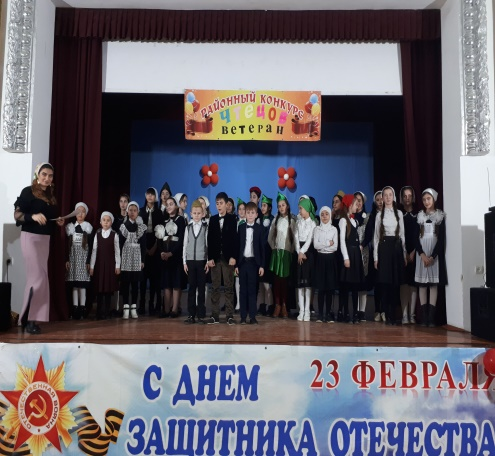 РАЙОННЫЙ КОНКУРС
ЧТЕЦОВ
ВЕТЕРАН
С ДНЕМ 23 ФЕВРАЛЯ
ЗАЩИТНИКА ОТЕЧЕСТВА